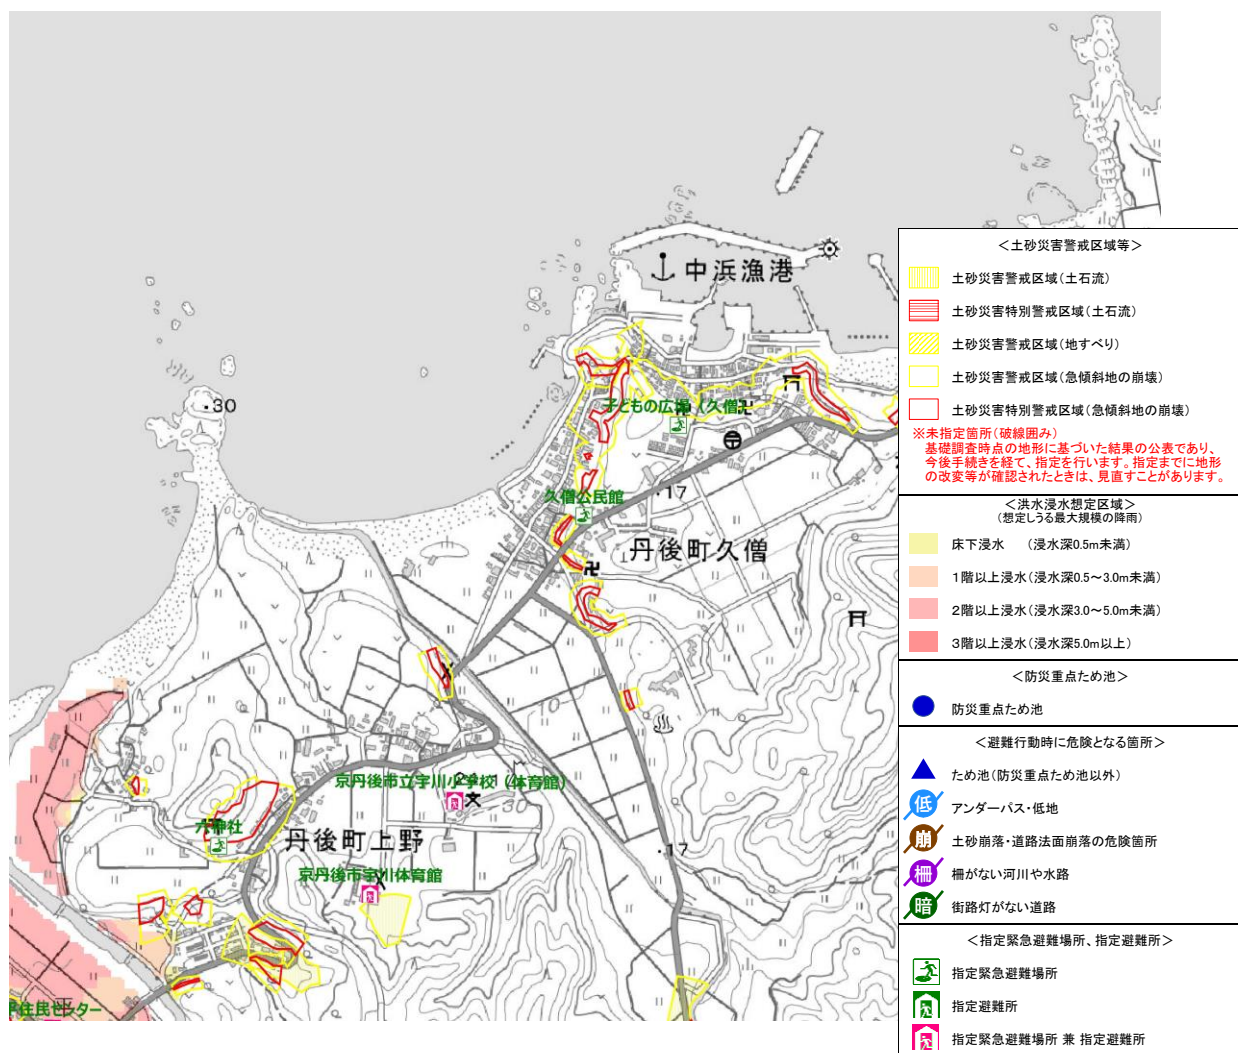 ・30
中浜漁港
子どもの広場（久僧）
久僧公民館
・17
丹後町久僧
京丹後市立宇川小学校（体育館）
30
六神社
丹後町上野
・17
京丹後市宇川体育館
住民センター
＜土砂災害警戒区域等＞
土砂災害警戒区域（土石流）
土砂災害特別警戒区域（土石流）
土砂災害警戒区域（地すべり）
土砂災害警戒区域（急傾斜地の崩壊）
土砂災害特別警戒区域（急傾斜地の崩壊）
※未指定箇所（破線囲み）
基礎調査時点の地形に基づいた結果の公表であり、
今後手続きを経て、指定を行います。指定までに地形
の改変等が確認されたときは、見直すことがあります。
＜洪水浸水想定区域＞
（想定しうる最大規模の降雨）
床下浸水　（浸水深0.5m未満）
1階以上浸水（浸水深0.5～3.0m未満）
2階以上浸水（浸水深3.0～5.0m未満）
3階以上浸水（浸水深5.0m以上）
＜防災重点ため池＞
防災重点ため池
＜避難行動時に危険となる箇所＞
ため池（防災重点ため池以外）
低 アンダーパス・低地
崩 土砂崩落・道路法面崩落の危険箇所
柵 柵がない河川や水路
暗 街路灯がない道路
＜指定緊急避難場所、指定避難所＞
指定緊急避難場所
指定避難所
指定緊急避難場所 兼 指定避難所